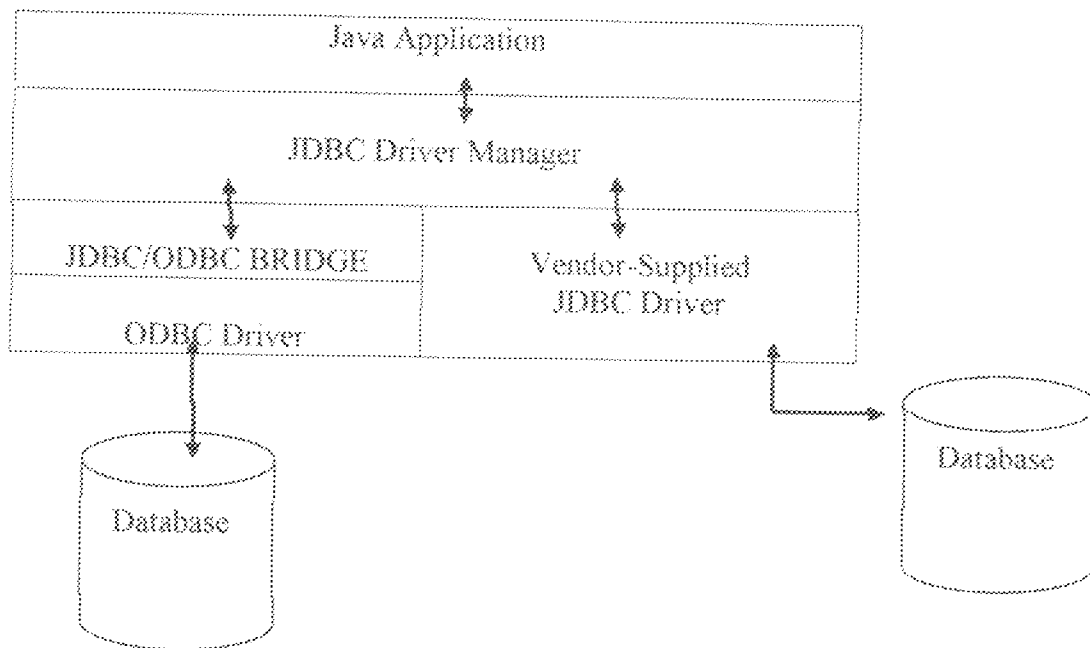 Java Application
JDBC Driver Manager
JDBC/ODBC BRIDGE
Vendor-Supplied
JDBC Driver
ODBC Driver
Database
Database